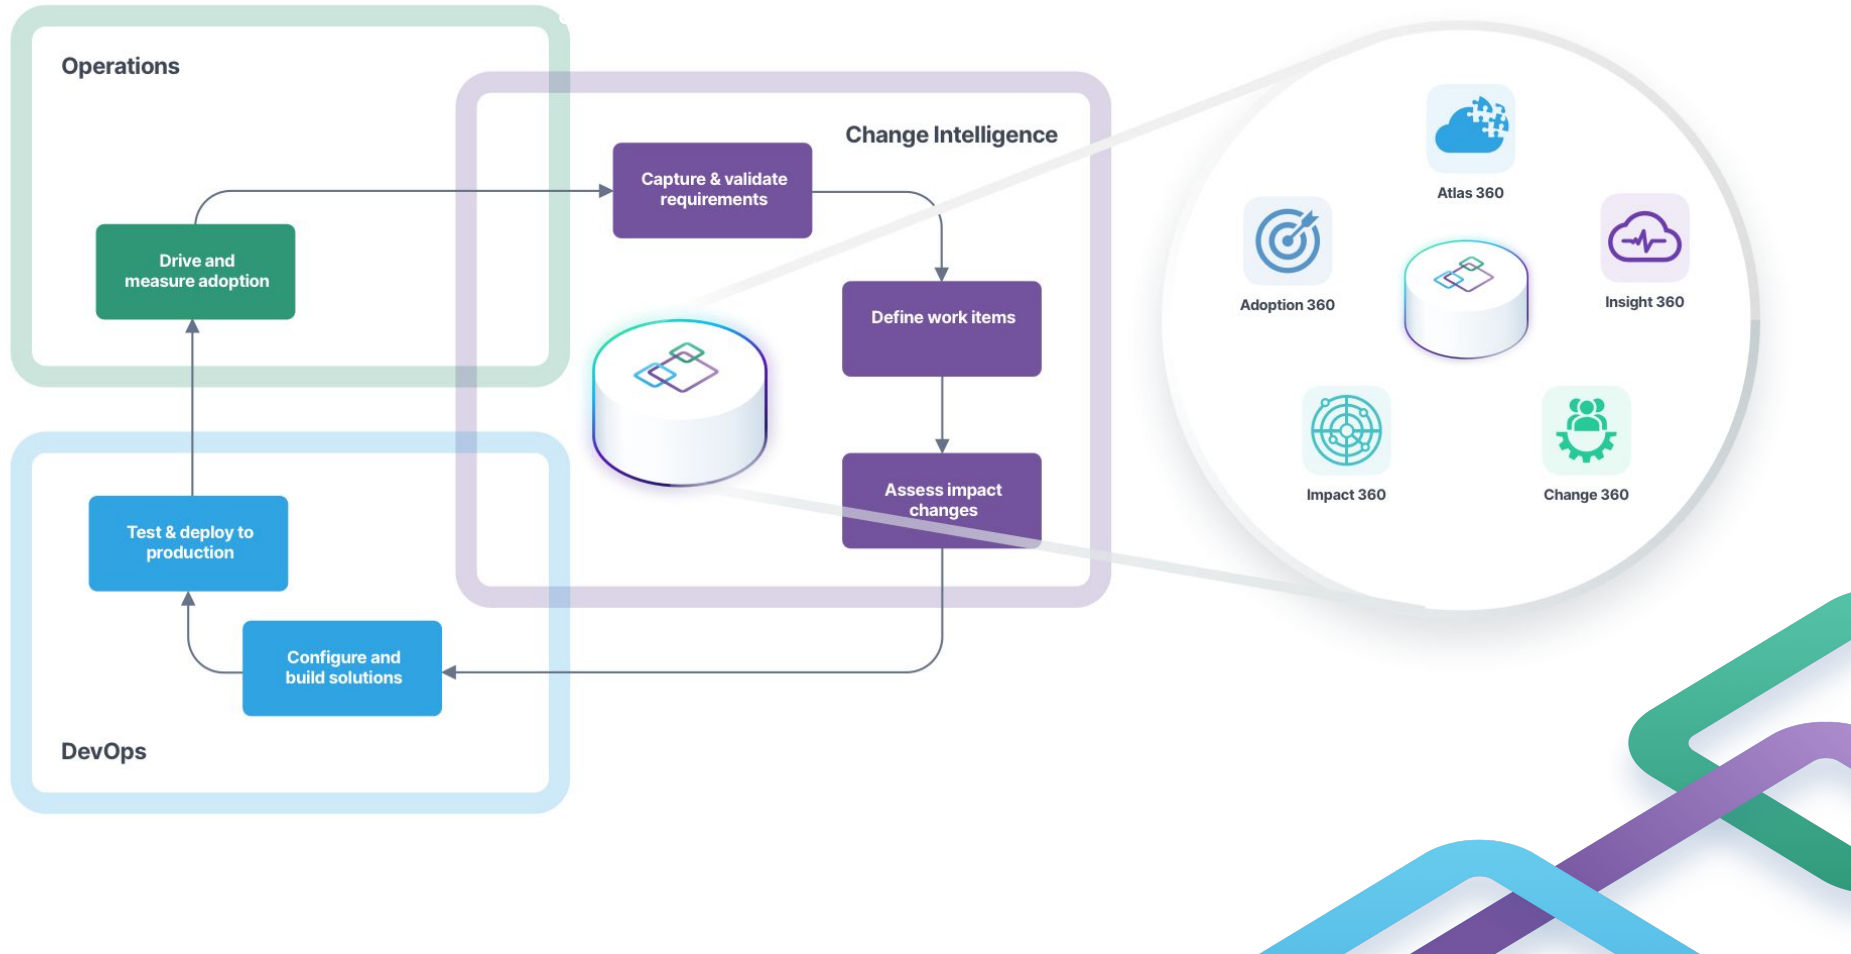 Operations
Change Intelligence
Capture & validate
requirements
Drive and
measure adoption
Define work items
Assess impact
changes
Test & deploy to
production
Configure and
build solutions
DevOps
Atlas 360
Adoption 360
Insight 360
Impact 360
Change 360